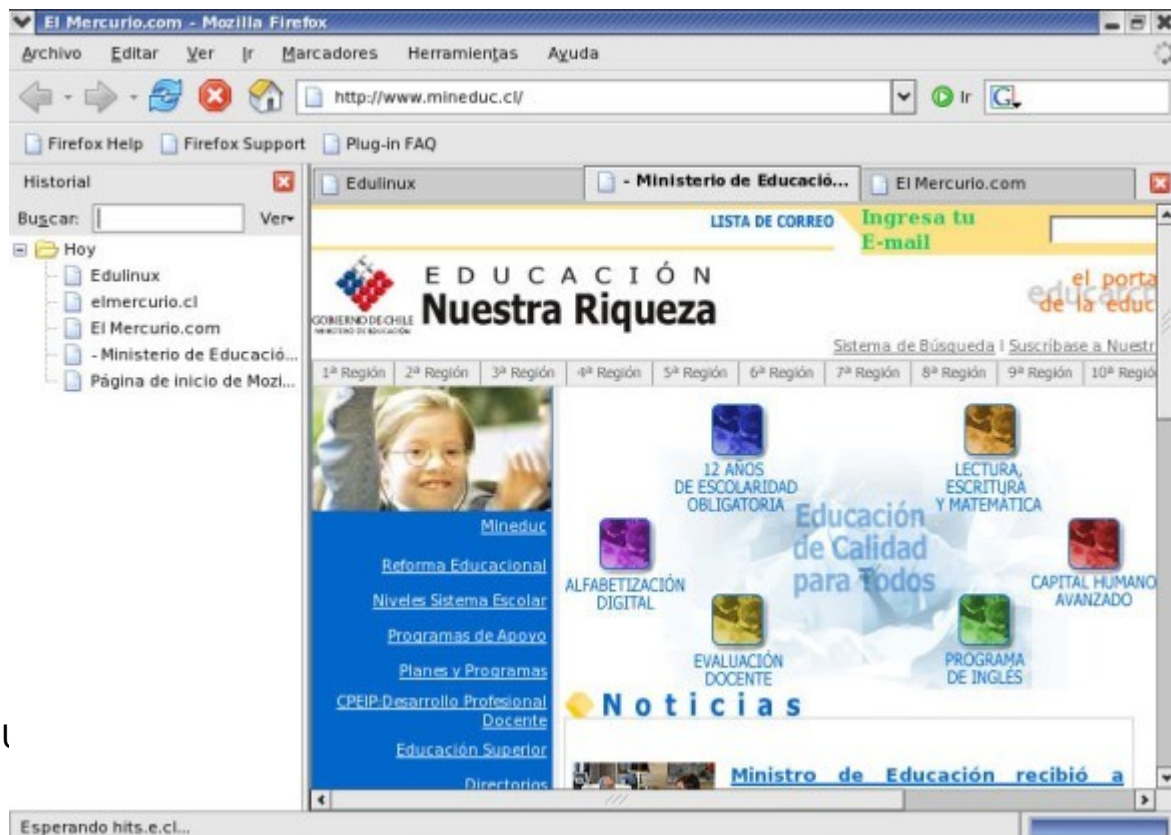 El Mercurio.com - Mozilla Firefox
Archivo Editar Ver Ir Marcadores Herramientas Ayuda
http://www.mineduc.cl/ Ir
Firefox Help Firefox Support Plug-in FAQ
Historial
Buscar: Ver
Hoy
Edulinux
elmercurio.cl
El Mercurio.com
- Ministerio de Educació...
Página de inicio de Mozi...
Edulinux - Ministerio de Educació... El Mercurio.com
LISTA DE CORREO Ingresa tu
E-mail
EDUCACIÓN
Nuestra Riqueza
GOBIERNO DE CHILE
MINISTERIO DE EDUCACIÓN
el porta
de la educ
Sistema de Búsqueda | Suscríbase a Nuestr
1ª Región 2ª Región 3ª Región 4ª Región 5ª Región 6ª Región 7ª Región 8ª Región 9ª Región 10ª Regió
Mineduc
Reforma Educacional
Niveles Sistema Escolar
Programas de Apoyo
Planes y Programas
CPEIP-Desarrollo Profesional
Docente
Educación Superior
Directorios
12 AÑOS
DE ESCOLARIDAD
OBLIGATORIA
LECTURA,
ESCRITURA
Y MATEMÁTICA
Educación
de Calidad
para Todos
ALFABETIZACIÓN
DIGITAL
CAPITAL HUMANO
AVANZADO
EVALUACIÓN
DOCENTE
PROGRAMA
DE INGLÉS
Noticias
Ministro de Educación recibió a
Esperando hits.e.cl...